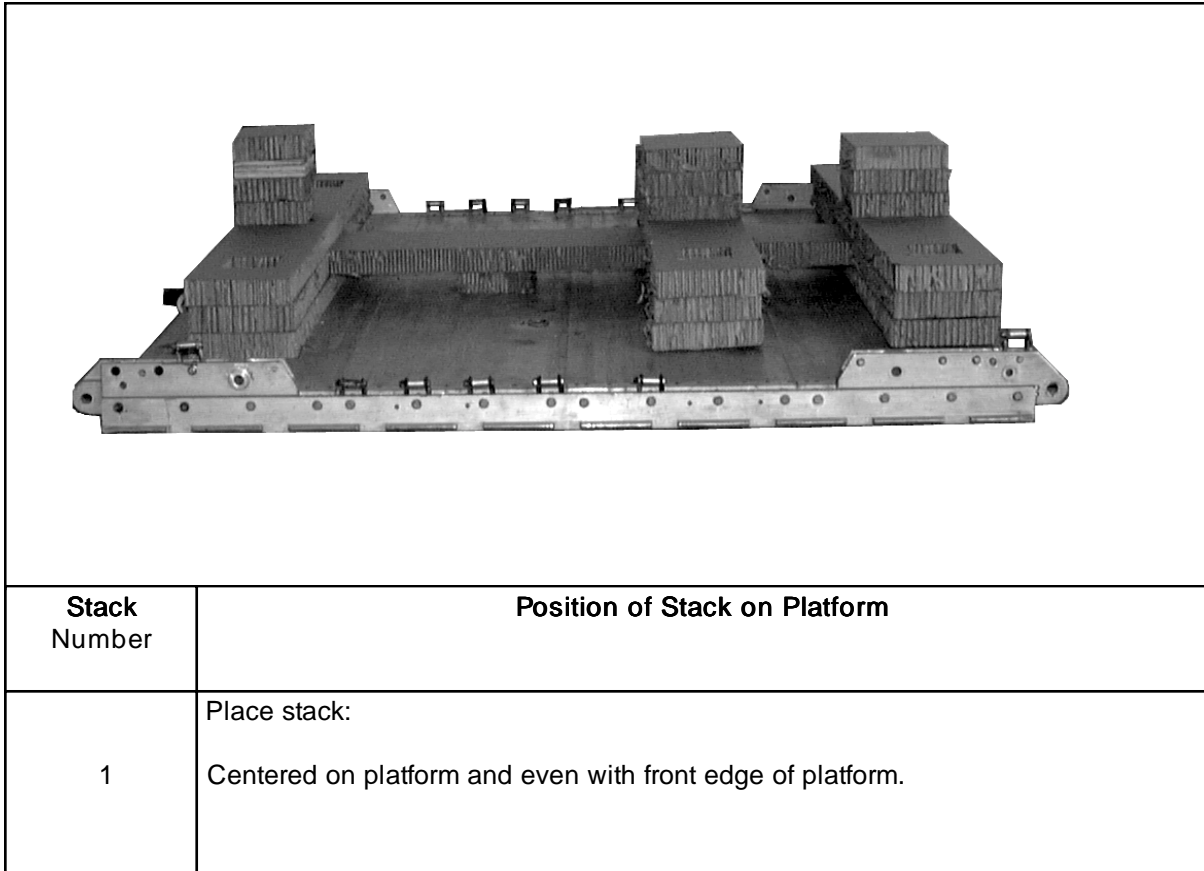 Stack
Number
Position of Stack on Platform
1
Place stack:
Centered on platform and even with front edge of platform.